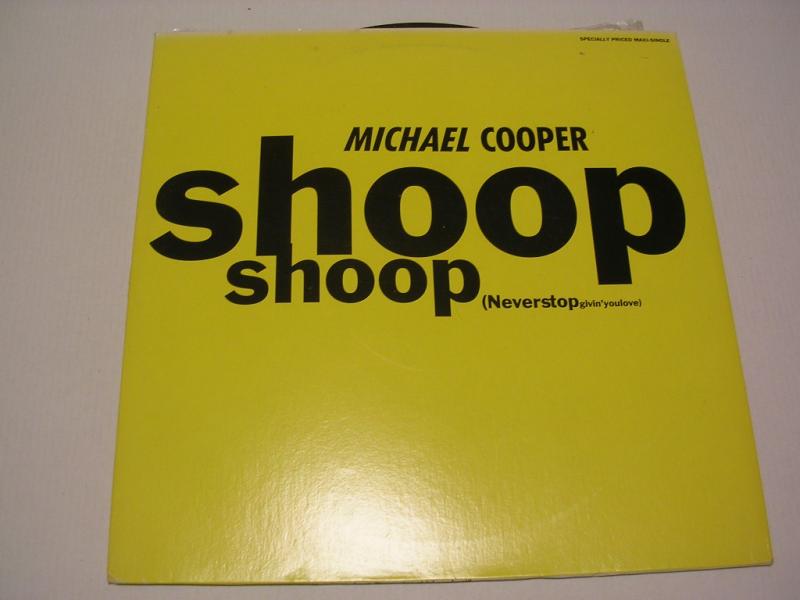 SPECIALLY PRICED MAXI-SINGLE
MICHAEL COOPER
shoop
shoop (Neverstopgivin'youlove)